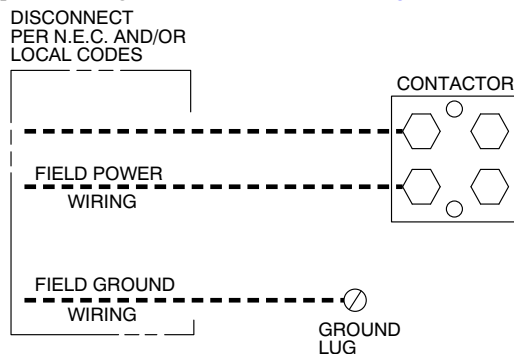 DISCONNECT
PER N.E.C. AND/OR
LOCAL CODES
CONTACTOR
FIELD POWER
WIRING
FIELD GROUND
WIRING
GROUND
LUG